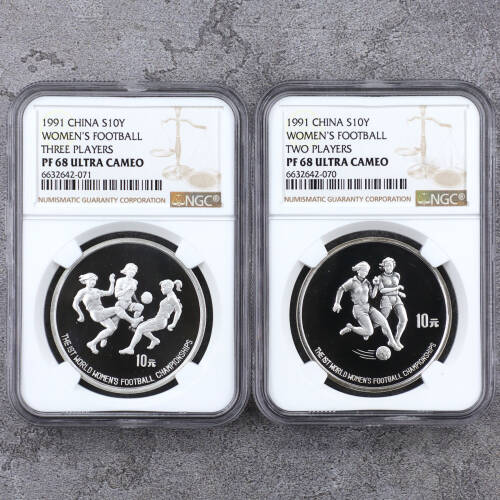 1991 CHINA S10Y
WOMEN'S FOOTBALL
THREE PLAYERS
PF 68 ULTRA CAMEO
6632642-071
NUMISMATIC GUARANTY CORPORATION
NGC®
10元
THE 1ST WORLD WOMEN'S FOOTBALL CHAMPIONSHIPS
1991 CHINA S10Y
WOMEN'S FOOTBALL
TWO PLAYERS
PF 68 ULTRA CAMEO
6632642-070
NUMISMATIC GUARANTY CORPORATION
NGC®
10元
THE 1ST WORLD WOMEN'S FOOTBALL CHAMPIONSHIPS